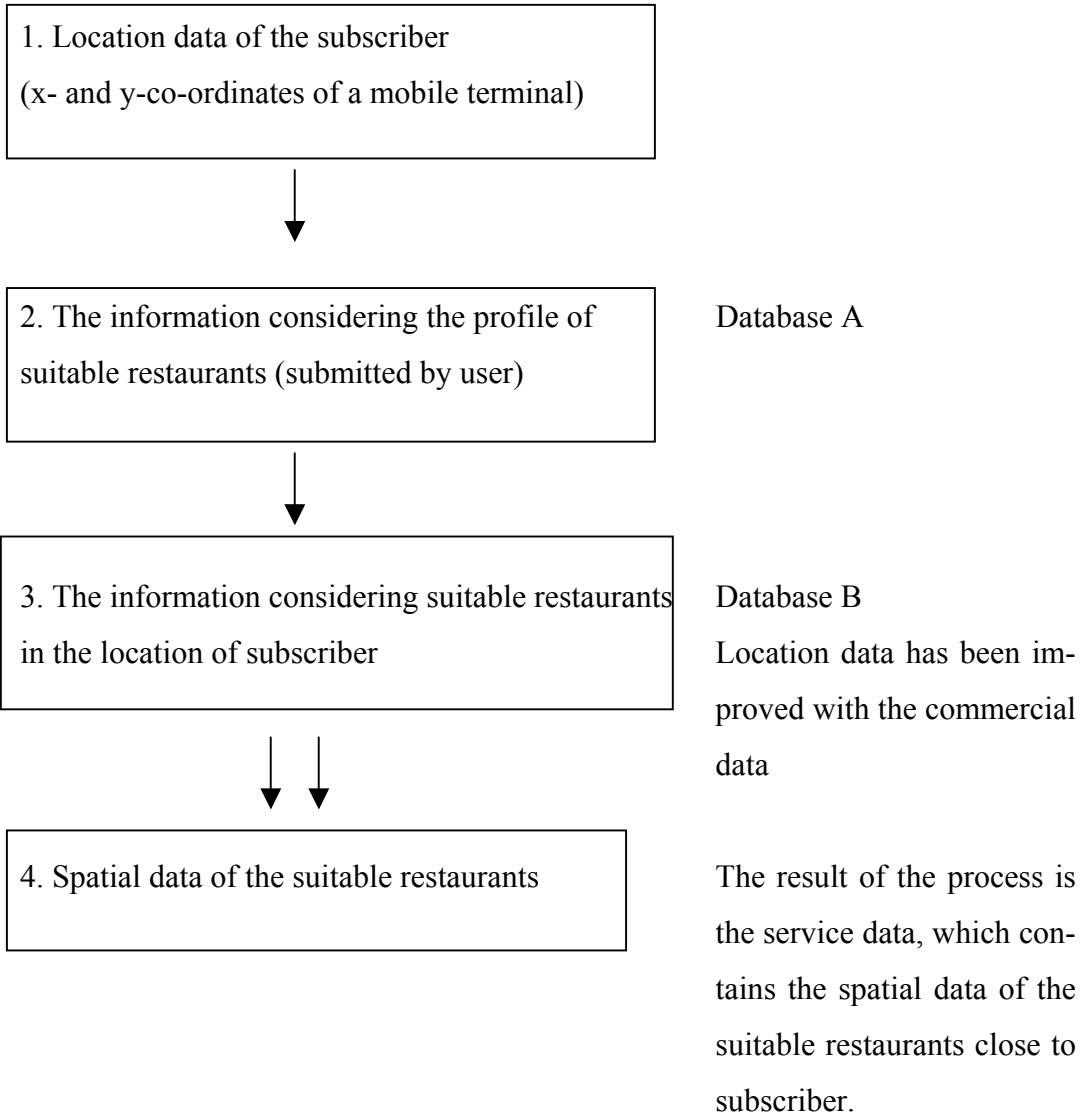 1. Location data of the subscriber
(x- and y-co-ordinates of a mobile terminal)
2. The information considering the profile of
suitable restaurants (submitted by user)
Database A
3. The information considering suitable restaurants
in the location of subscriber
Database B
Location data has been im-
proved with the commercial
data
4. Spatial data of the suitable restaurants
The result of the process is
the service data, which con-
tains the spatial data of the
suitable restaurants close to
subscriber.